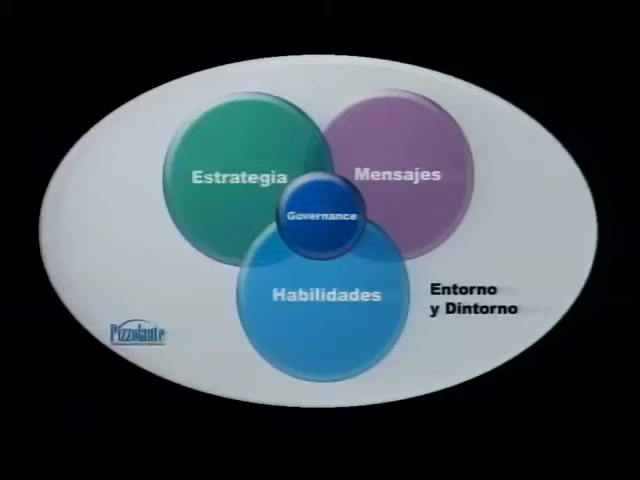 Estrategia
Mensajes
Governance
Habilidades
Entorno
y Dintorno
Pizzolante